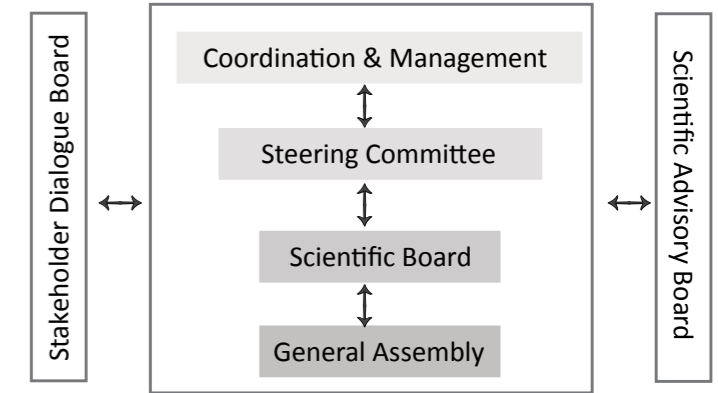 Stakeholder Dialogue Board
Coordination & Management
Steering Committee
Scientific Board
General Assembly
Scientific Advisory Board